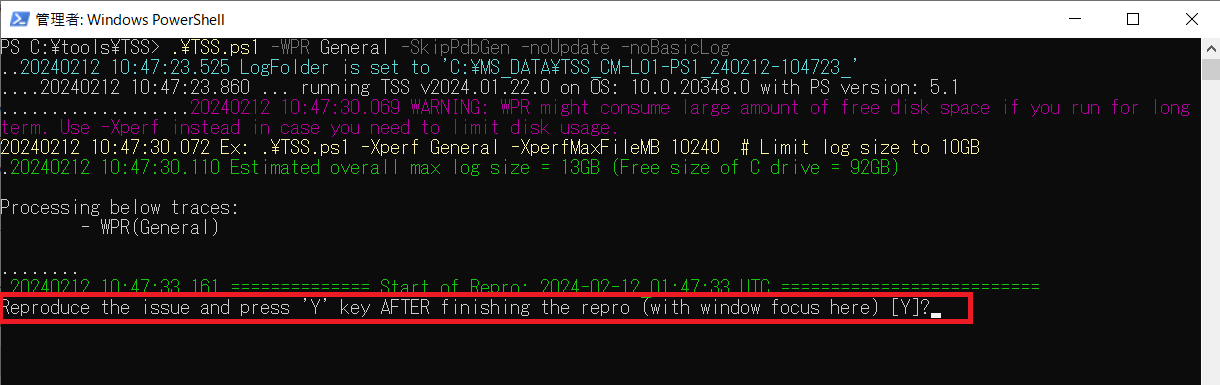 管理者: Windows PowerShell
PS C:¥tools¥TSS> .¥TSS.ps1 -WPR General -SkipPdbGen -noUpdate -noBasicLog
..20240212 10:47:23.525 LogFolder is set to 'C:¥MS_DATA¥TSS_CM-L01-PS1_240212-104723_'
....20240212 10:47:23.860 ... running TSS v2024.01.22.0 on OS: 10.0.20348.0 with PS version: 5.1
...................20240212 10:47:30.069 WARNING: WPR might consume large amount of free disk space if you run for long
term. Use -Xperf instead in case you need to limit disk usage.
20240212 10:47:30.072 Ex: .¥TSS.ps1 -Xperf General -XperfMaxFileMB 10240  # Limit log size to 10GB
.20240212 10:47:30.110 Estimated overall max log size = 13GB (Free size of C drive = 92GB)
Processing below traces:
- WPR(General)
........
.20240212 10:47:33.161 ============== Start of Repro: 2024-02-12 01:47:33 UTC ==========================
Reproduce the issue and press 'Y' key AFTER finishing the repro (with window focus here) [Y]?